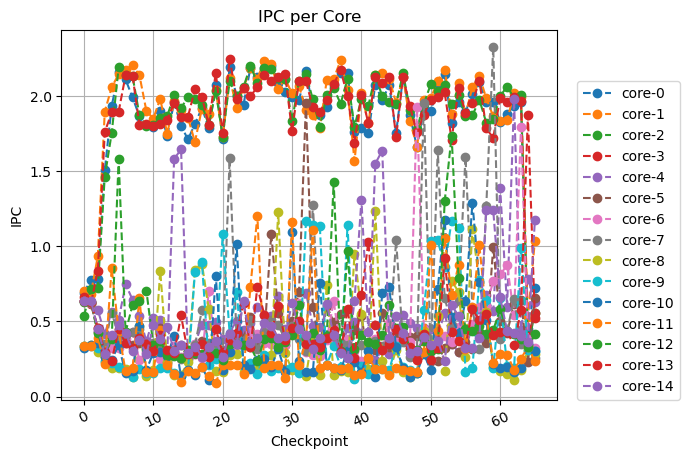 IPC per Core
IPC
2.0
1.5
1.0
0.5
0.0
0
10
20
30
40
50
60
Checkpoint
core-0
core-1
core-2
core-3
core-4
core-5
core-6
core-7
core-8
core-9
core-10
core-11
core-12
core-13
core-14